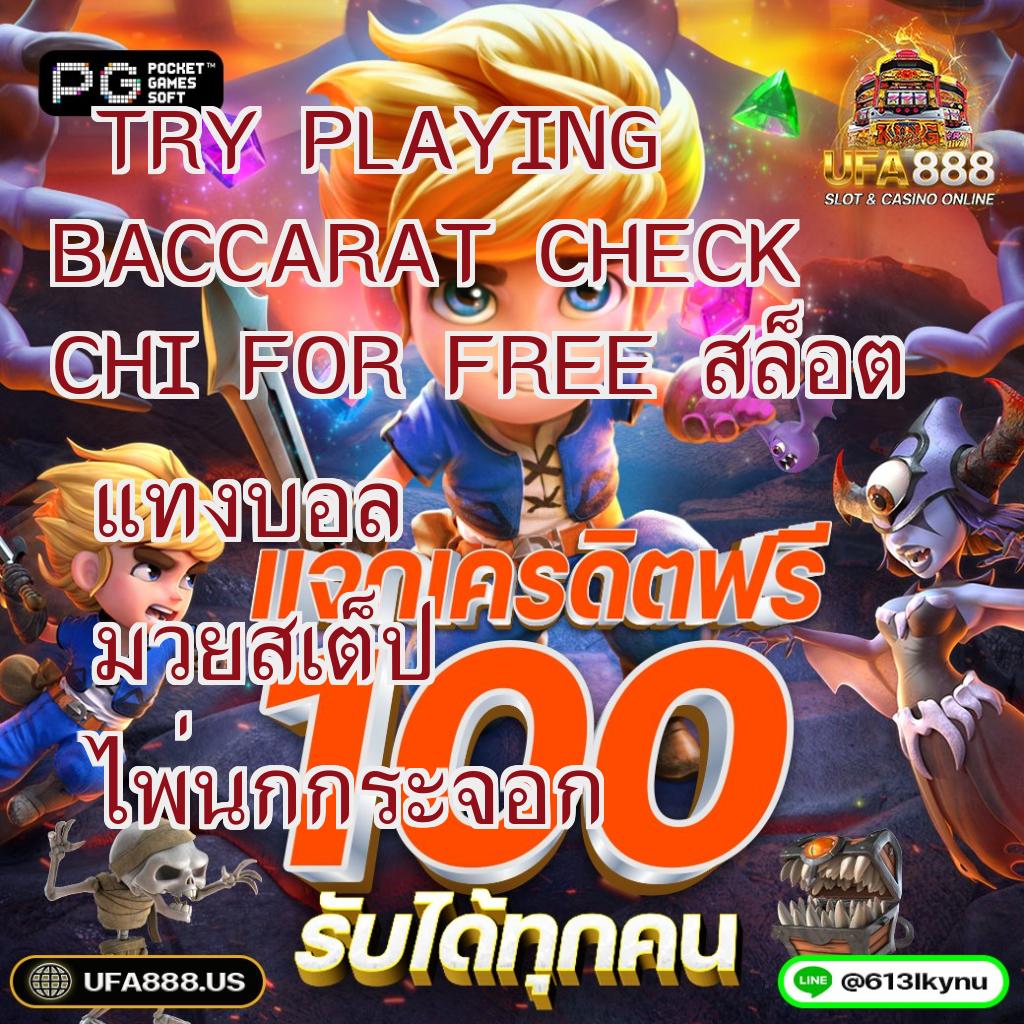 PG POCKET GAMES SOFT™
UFA888
SLOT & CASINO ONLINE
TRY PLAYING
BACCARAT CHECK
CHI FOR FREE สล็อต
แทงบอล
แจกเครดิตฟรี
มวยสเต็ป
100
ไพ่นกกระจอก
รับได้ทุกคน
UFA888.US
LINE @613lkynu